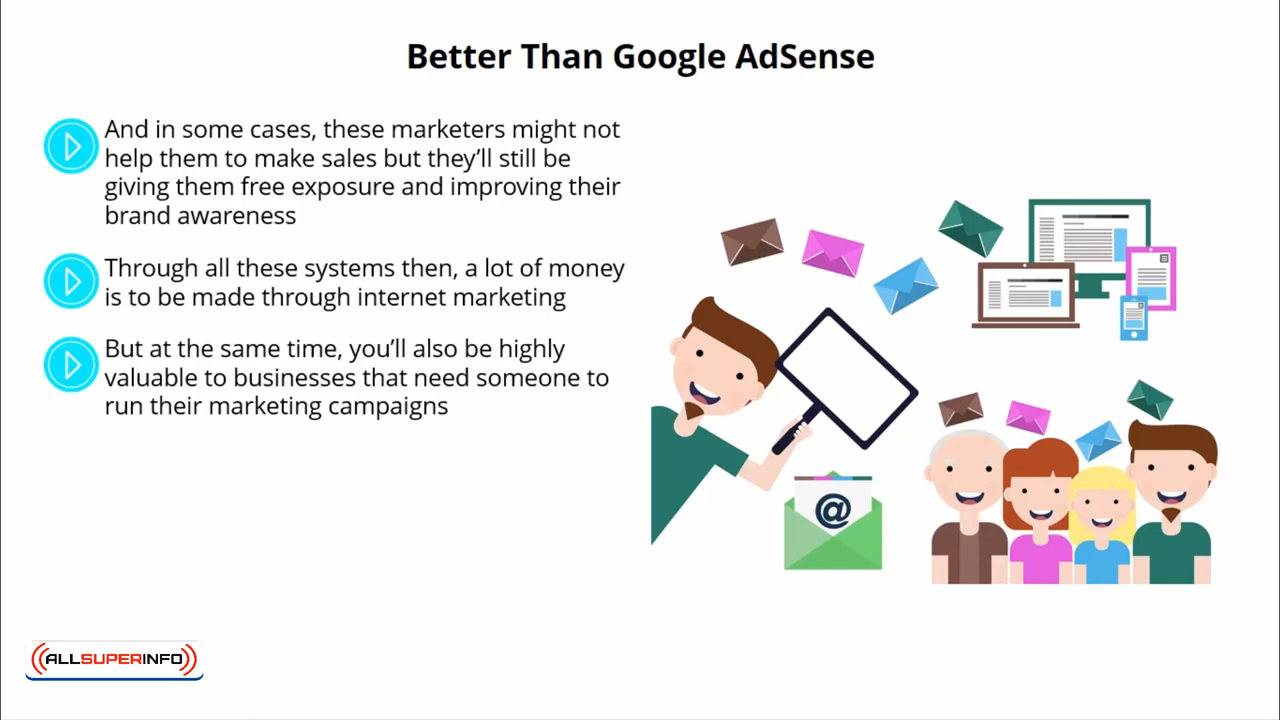 Better Than Google AdSense
And in some cases, these marketers might not
help them to make sales but they’ll still be
giving them free exposure and improving their
brand awareness
Through all these systems then, a lot of money
is to be made through internet marketing
But at the same time, you’ll also be highly
valuable to businesses that need someone to
run their marketing campaigns
@
ALLSUPERINFO